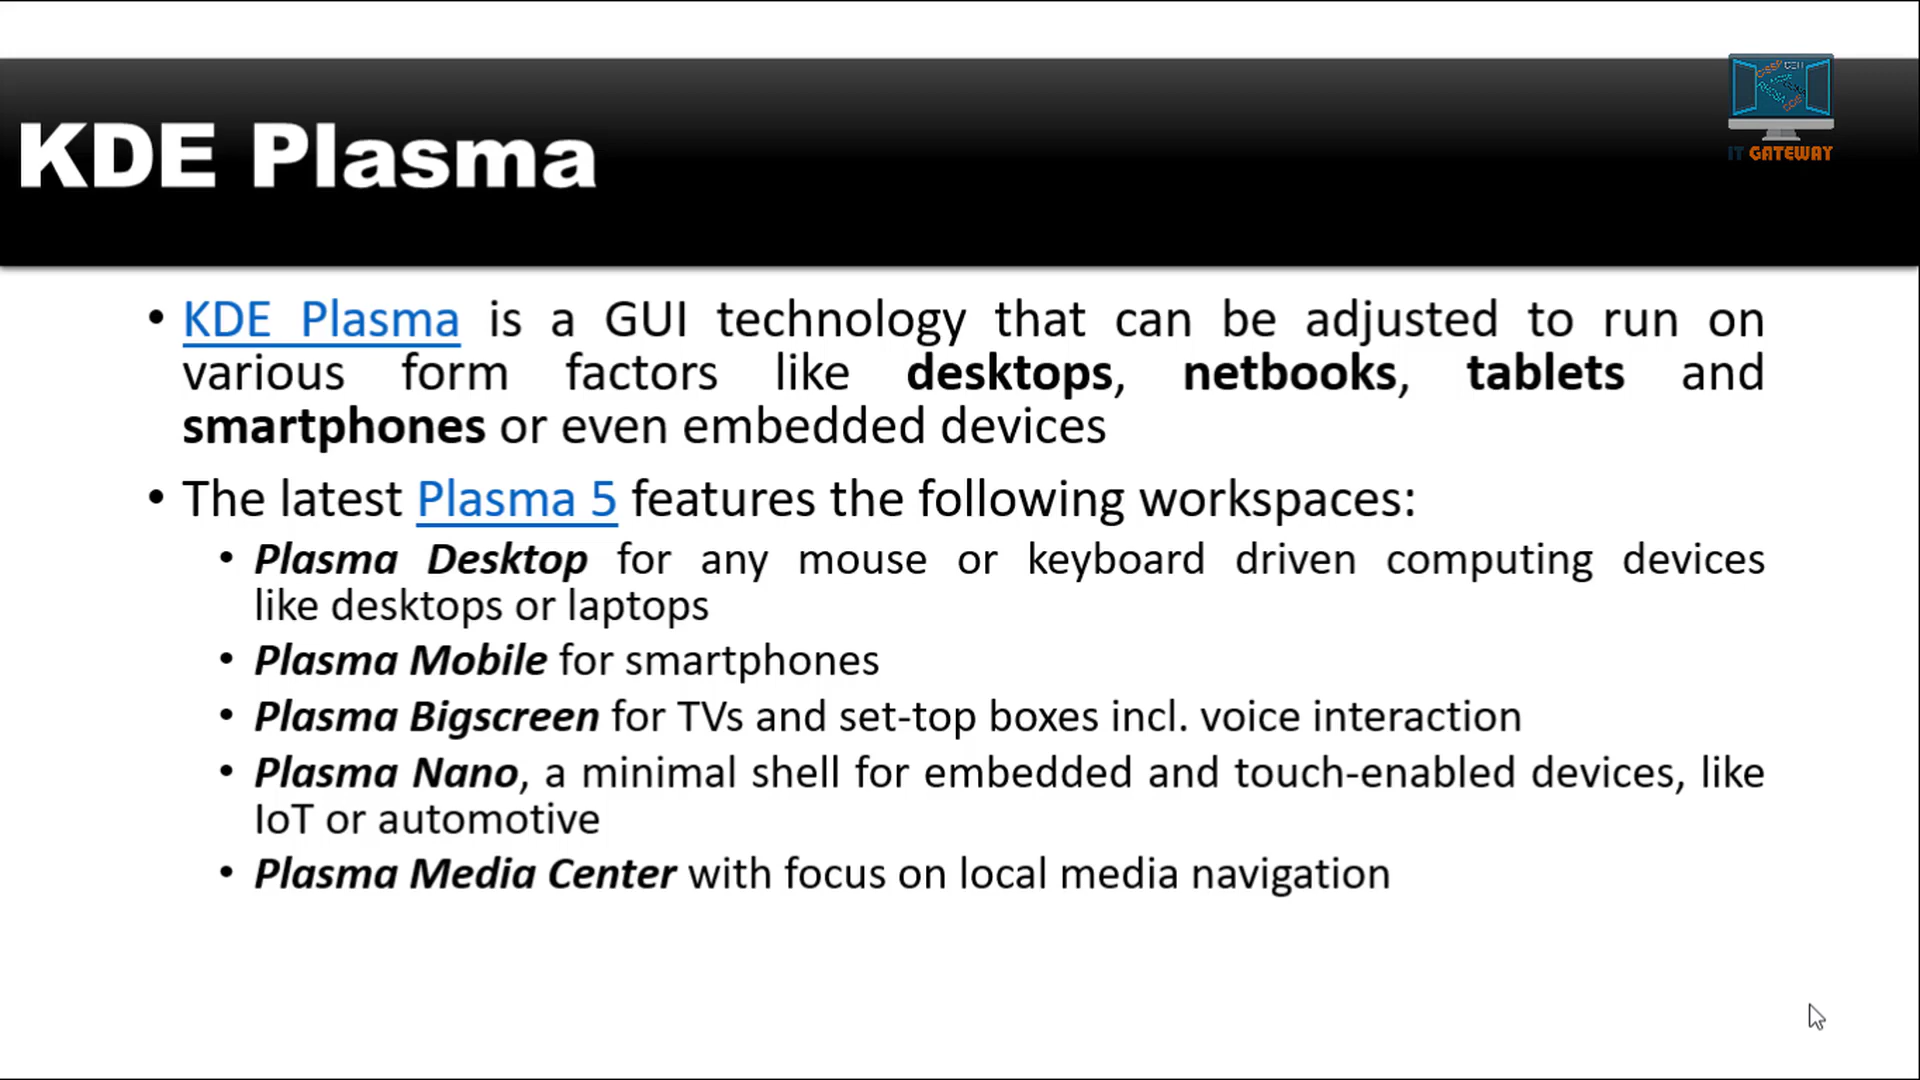 KDE Plasma
IT GATEWAY
• KDE Plasma is a GUI technology that can be adjusted to run on
various form factors like desktops, netbooks, tablets and
smartphones or even embedded devices
• The latest Plasma 5 features the following workspaces:
• Plasma Desktop for any mouse or keyboard driven computing devices
like desktops or laptops
• Plasma Mobile for smartphones
• Plasma Bigscreen for TVs and set-top boxes incl. voice interaction
• Plasma Nano, a minimal shell for embedded and touch-enabled devices, like
IoT or automotive
• Plasma Media Center with focus on local media navigation